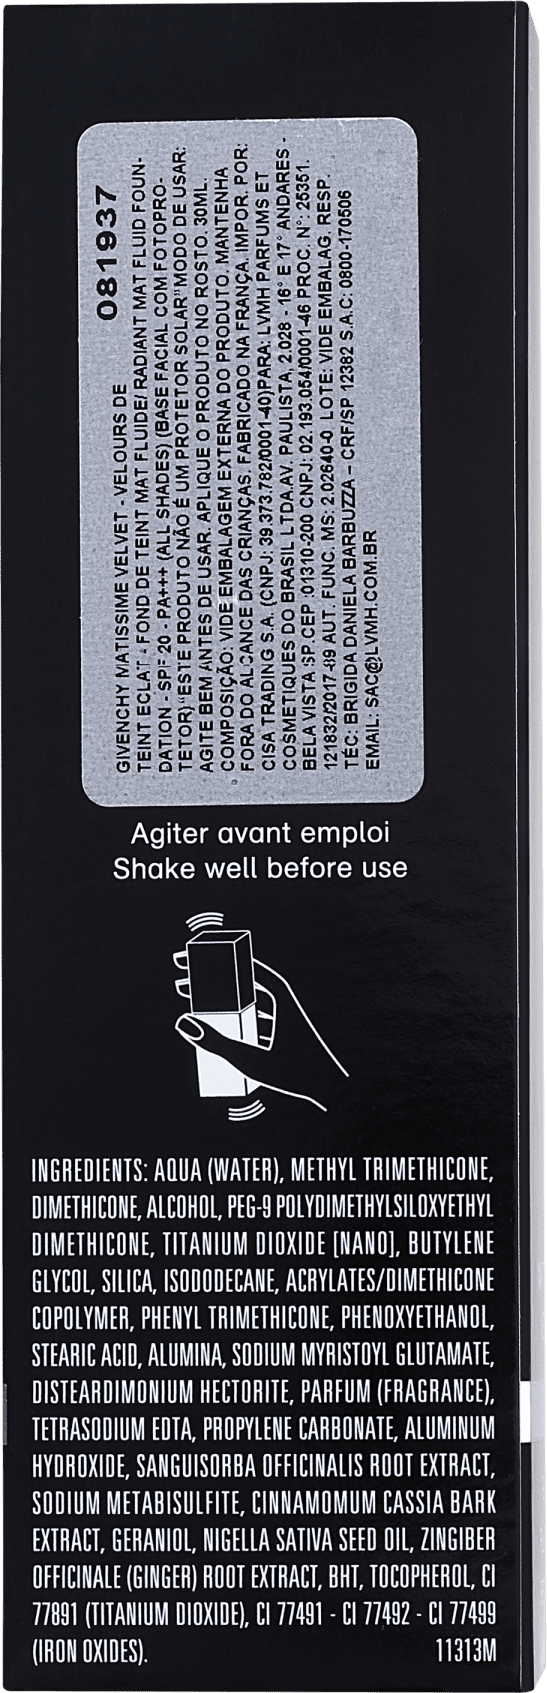 081937
GIVENCHY MATISSIME VELVET - VELOURS DE
TEINT ECLAT - FOND DE TEINT MAT FLUIDE/ RADIANT MAT FLUID FOUN-
DATION - SPF 20 - PA+++ (ALL SHADES) (BASE FACIAL COM FOTOPRO-
TETOR)"ESTE PRODUTO NÃO É UM PROTETOR SOLAR"MODO DE USAR:
AGITE BEM ANTES DE USAR. APLIQUE O PRODUTO NO ROSTO. 30ML.
COMPOSIÇÃO: VIDE EMBALAGEM EXTERNA DO PRODUTO. MANTENHA
FORA DO ALCANCE DAS CRIANÇAS. FABRICADO NA FRANÇA. IMPOR. POR:
CISA TRADING S.A. (CNPJ: 39.373.782/0001-40)PARA: LVMH PARFUMS ET
COSMETIQUES DO BRASIL LTDA.AV. PAULISTA, 2.028 - 16° E 17° ANDARES -
BELA VISTA SP CEP :01310-200 CNPJ: 02.193.054/0001-46 PROC. N°: 25351.
121832/2017-89 AUT. FUNC. MS: 2.02640-0 LOTE: VIDE EMBALAG. RESP.
TÉC: BRIGIDA DANIELA BARBUZZA – CRF/SP 12382 S.A.C: 0800-170506
EMAIL: SAC@LVMH.COM.BR
Agiter avant emploi
Shake well before use
INGREDIENTS: AQUA (WATER), METHYL TRIMETHICONE,
DIMETHICONE, ALCOHOL, PEG-9 POLYDIMETHYLSILOXYETHYL
DIMETHICONE, TITANIUM DIOXIDE [NANO], BUTYLENE
GLYCOL, SILICA, ISODODECANE, ACRYLATES/DIMETHICONE
COPOLYMER, PHENYL TRIMETHICONE, PHENOXYETHANOL,
STEARIC ACID, ALUMINA, SODIUM MYRISTOYL GLUTAMATE,
DISTEARDIMONIUM HECTORITE, PARFUM (FRAGRANCE),
TETRASODIUM EDTA, PROPYLENE CARBONATE, ALUMINUM
HYDROXIDE, SANGUISORBA OFFICINALIS ROOT EXTRACT,
SODIUM METABISULFITE, CINNAMOMUM CASSIA BARK
EXTRACT, GERANIOL, NIGELLA SATIVA SEED OIL, ZINGIBER
OFFICINALE (GINGER) ROOT EXTRACT, BHT, TOCOPHEROL, CI
77891 (TITANIUM DIOXIDE), CI 77491 - CI 77492 - CI 77499
(IRON OXIDES). 11313M